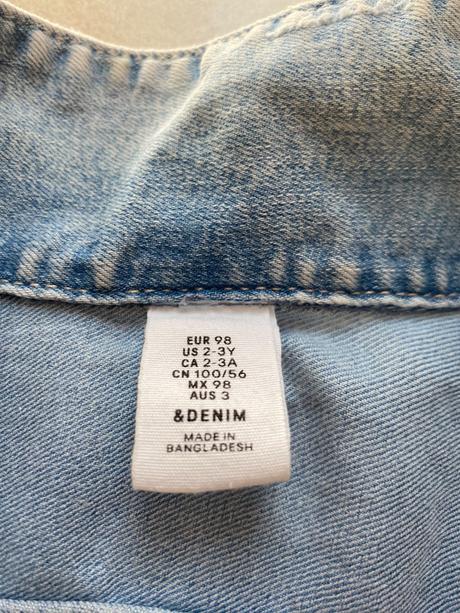 EUR 98
US 2-3Y
CA 2-3A
CN 100/56
MX 98
AUS 3
&DENIM
MADE IN
BANGLADESH